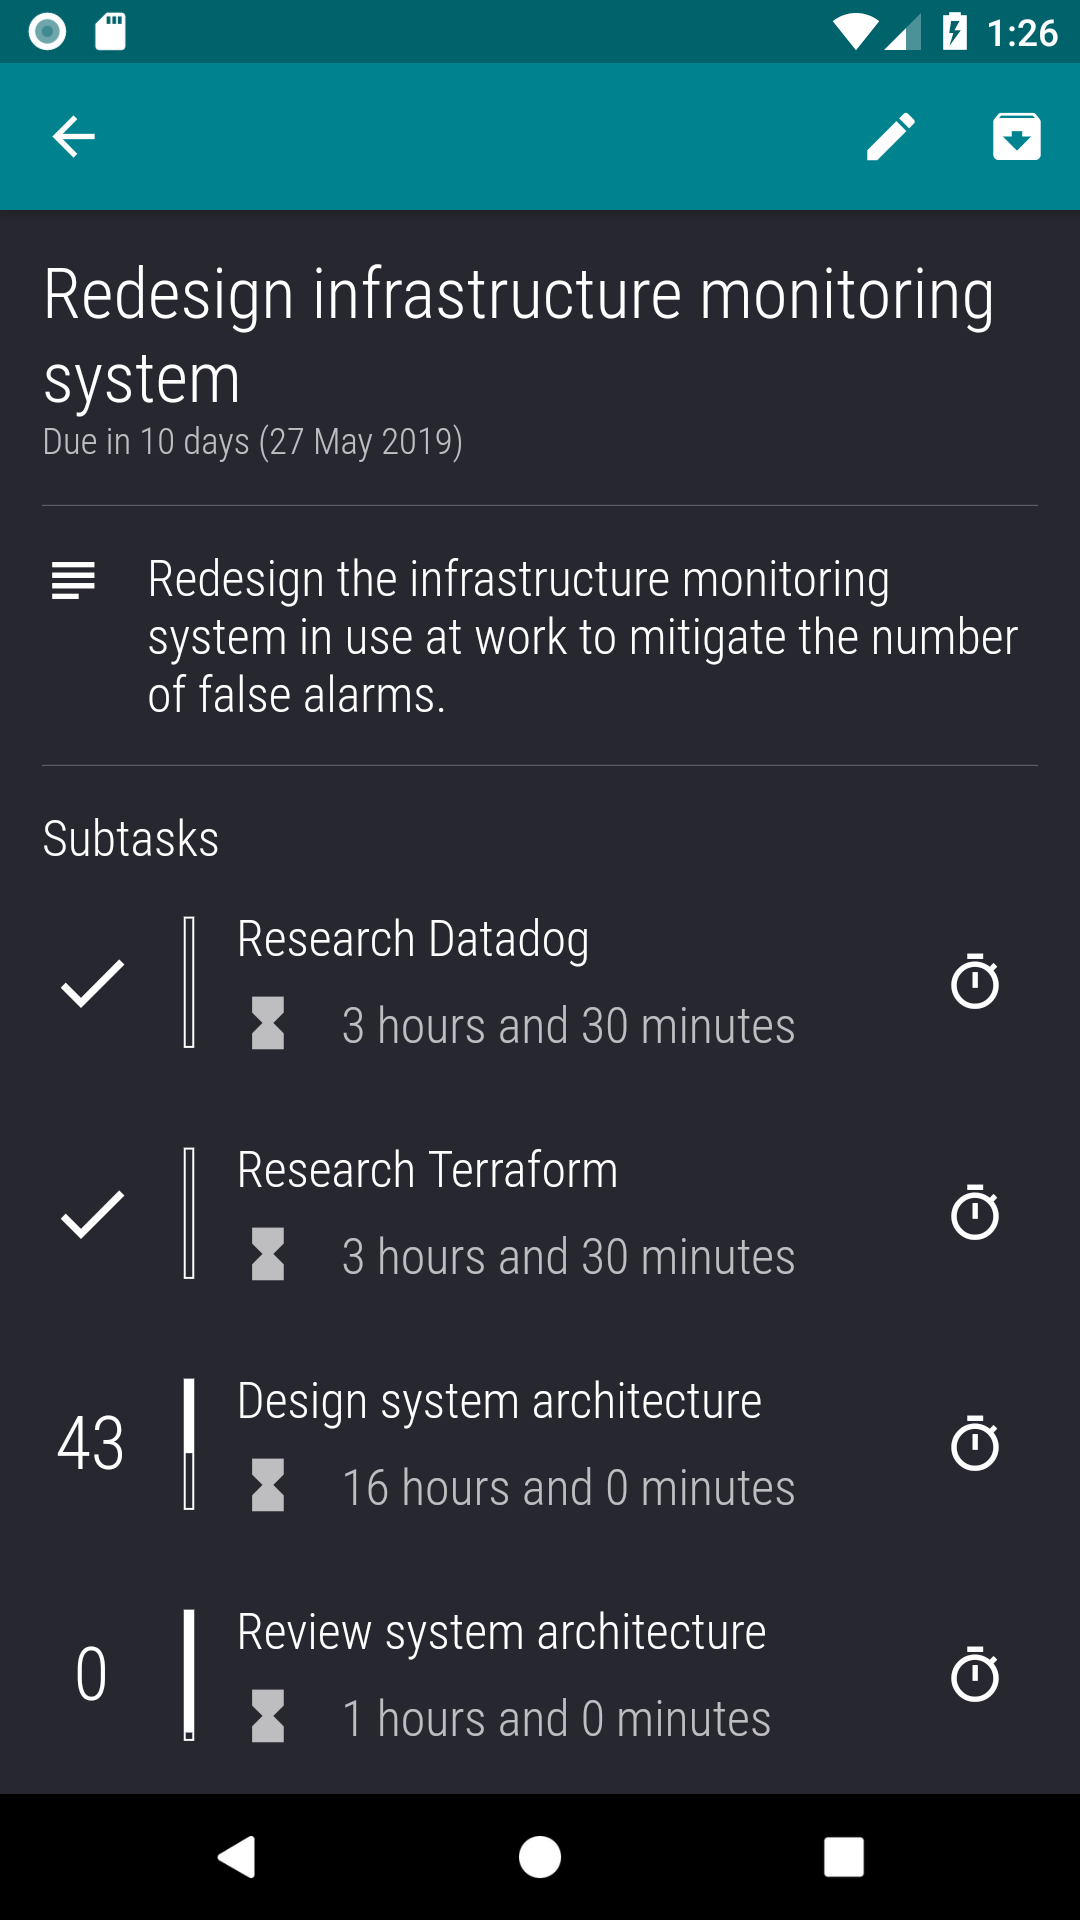 1:26
Redesign infrastructure monitoring
system
Due in 10 days (27 May 2019)
Redesign the infrastructure monitoring
system in use at work to mitigate the number
of false alarms.
Subtasks
Research Datadog
3 hours and 30 minutes
Research Terraform
3 hours and 30 minutes
43
Design system architecture
16 hours and 0 minutes
0
Review system architecture
1 hours and 0 minutes